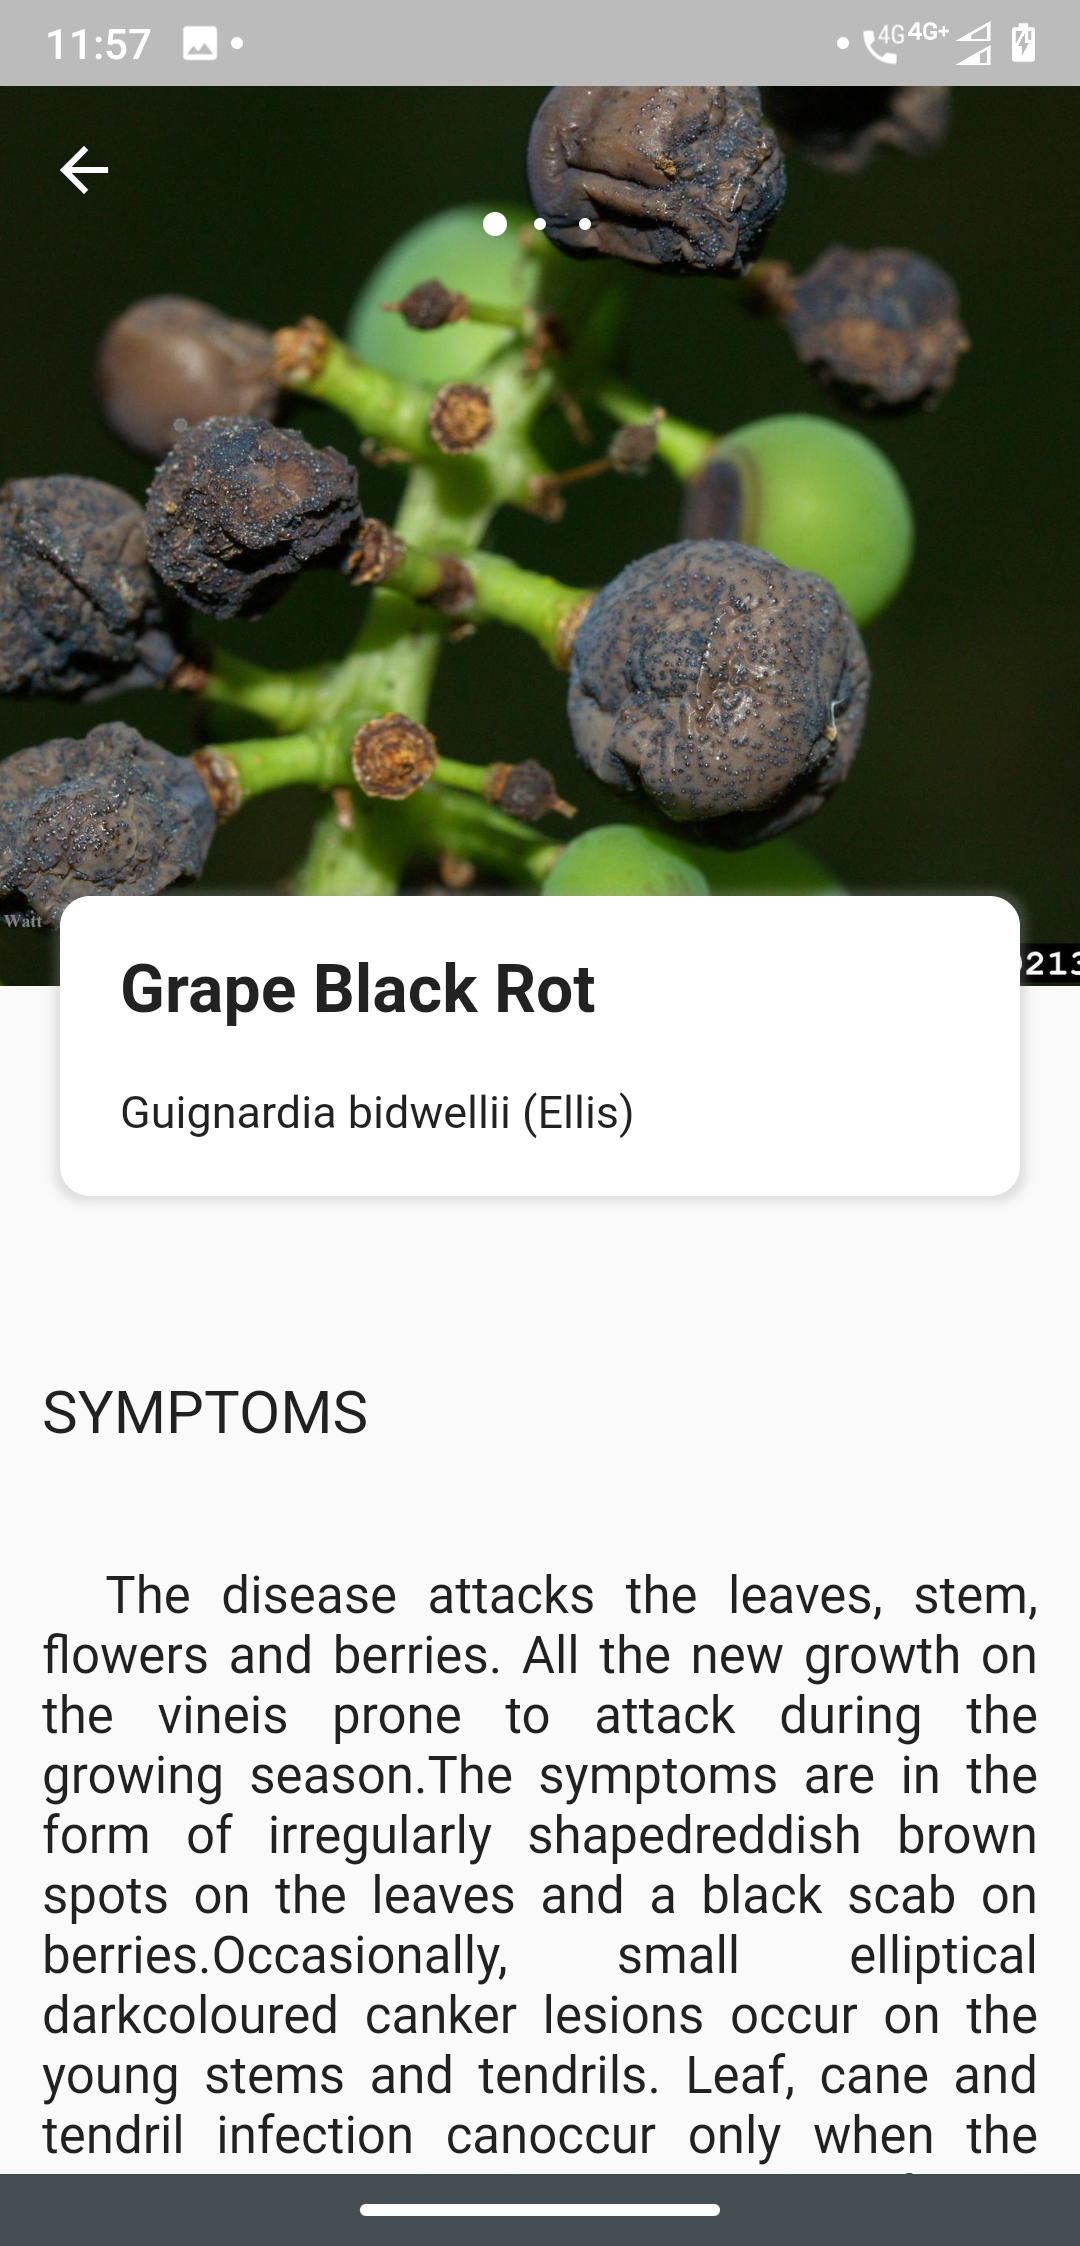 11:57
4G 4G+
Watt
213
Grape Black Rot
Guignardia bidwellii (Ellis)
SYMPTOMS
The disease attacks the leaves, stem,
flowers and berries. All the new growth on
the vineis prone to attack during the
growing season.The symptoms are in the
form of irregularly shapedreddish brown
spots on the leaves and a black scab on
berries.Occasionally, small elliptical
darkcoloured canker lesions occur on the
young stems and tendrils. Leaf, cane and
tendril infection canoccur only when the